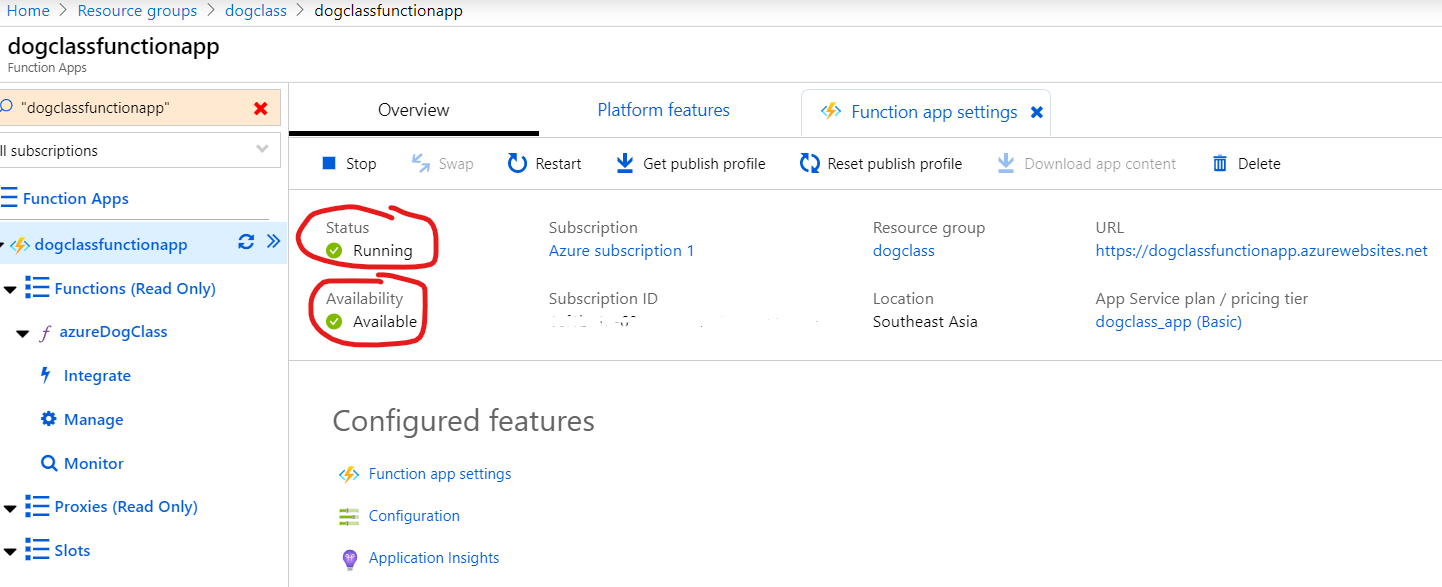 Home > Resource groups > dogclass > dogclassfunctionapp
dogclassfunctionapp
Function Apps
"dogclassfunctionapp"
ll subscriptions
Function Apps
dogclassfunctionapp
Functions (Read Only)
azureDogClass
Integrate
Manage
Monitor
Proxies (Read Only)
Slots
Overview Platform features Function app settings
Stop Swap Restart Get publish profile Reset publish profile Download app content Delete
Status Subscription Resource group URL
Running Azure subscription 1 dogclass https://dogclassfunctionapp.azurewebsites.net
Availability Subscription ID Location App Service plan / pricing tier
Available Southeast Asia dogclass_app (Basic)
Configured features
Function app settings
Configuration
Application Insights